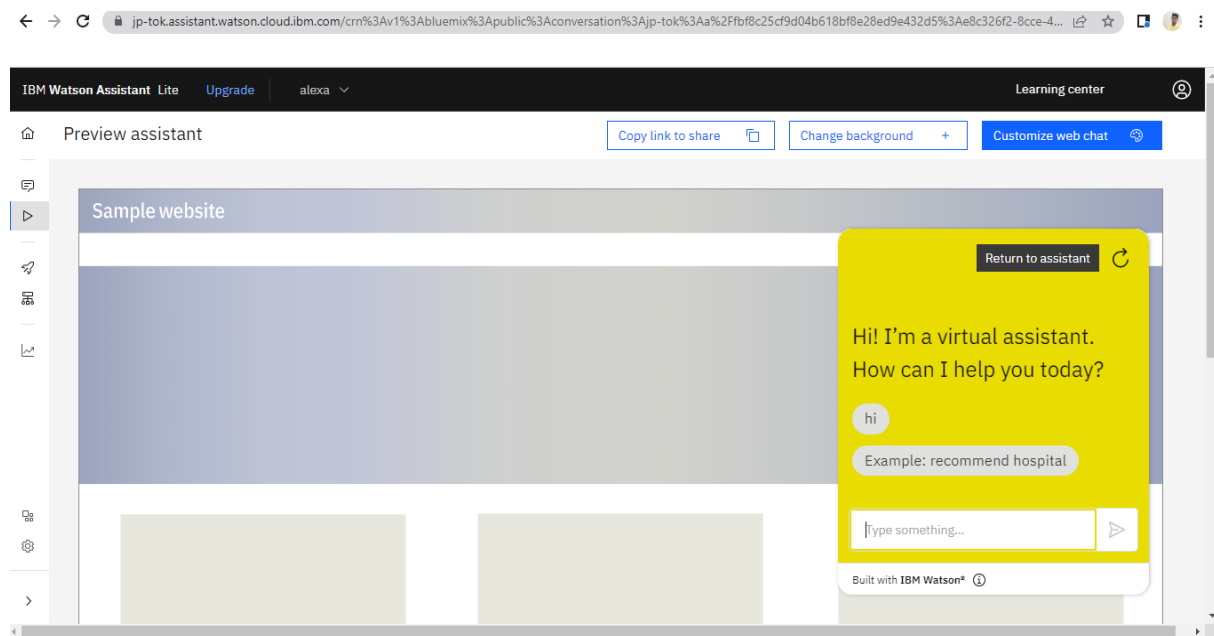 jp-tok.assistant.watson.cloud.ibm.com/crn%3Av1%3Abluemix%3Apublic%3Aconversation%3Ajp-tok%3Aa%2Ffbf8c25cf9d04b618bf8e28ed9e432d5%3Ae8c326f2-8cce-4...
IBM Watson Assistant Lite Upgrade alexa Learning center
Preview assistant Copy link to share Change background + Customize web chat
Sample website
Return to assistant
Hi! I'm a virtual assistant.
How can I help you today?
hi
Example: recommend hospital
Type something...
Built with IBM Watson®